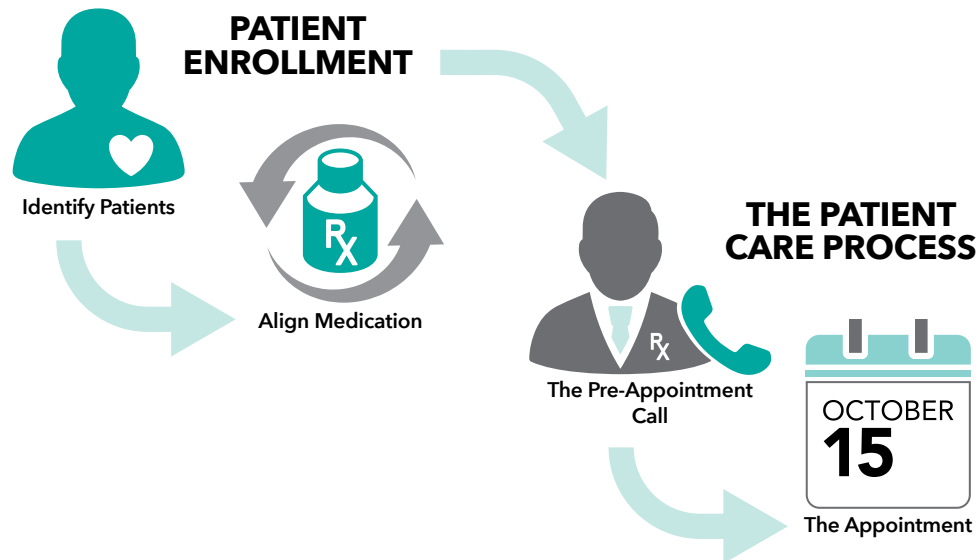 PATIENT
ENROLLMENT
Identify Patients
RX
Align Medication
THE PATIENT
CARE PROCESS
RX
The Pre-Appointment
Call
OCTOBER
15
The Appointment